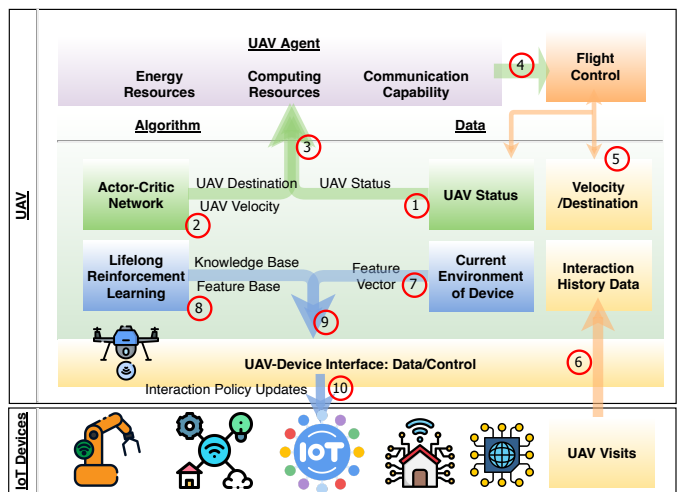 UAV
UAV Agent
Energy
Resources
Computing
Resources
Communication
Capability
4
Flight
Control
Algorithm
Data
3
5
Actor-Critic
Network
UAV Destination
UAV Velocity
UAV Status
1
UAV Status
Velocity
/Destination
2
Lifelong
Reinforcement
Learning
Knowledge Base
Feature Base
Feature
Vector
7
Current
Environment
of Device
Interaction
History Data
8
9
6
UAV-Device Interface: Data/Control
Interaction Policy Updates
10
IoT Devices
IOT
UAV Visits